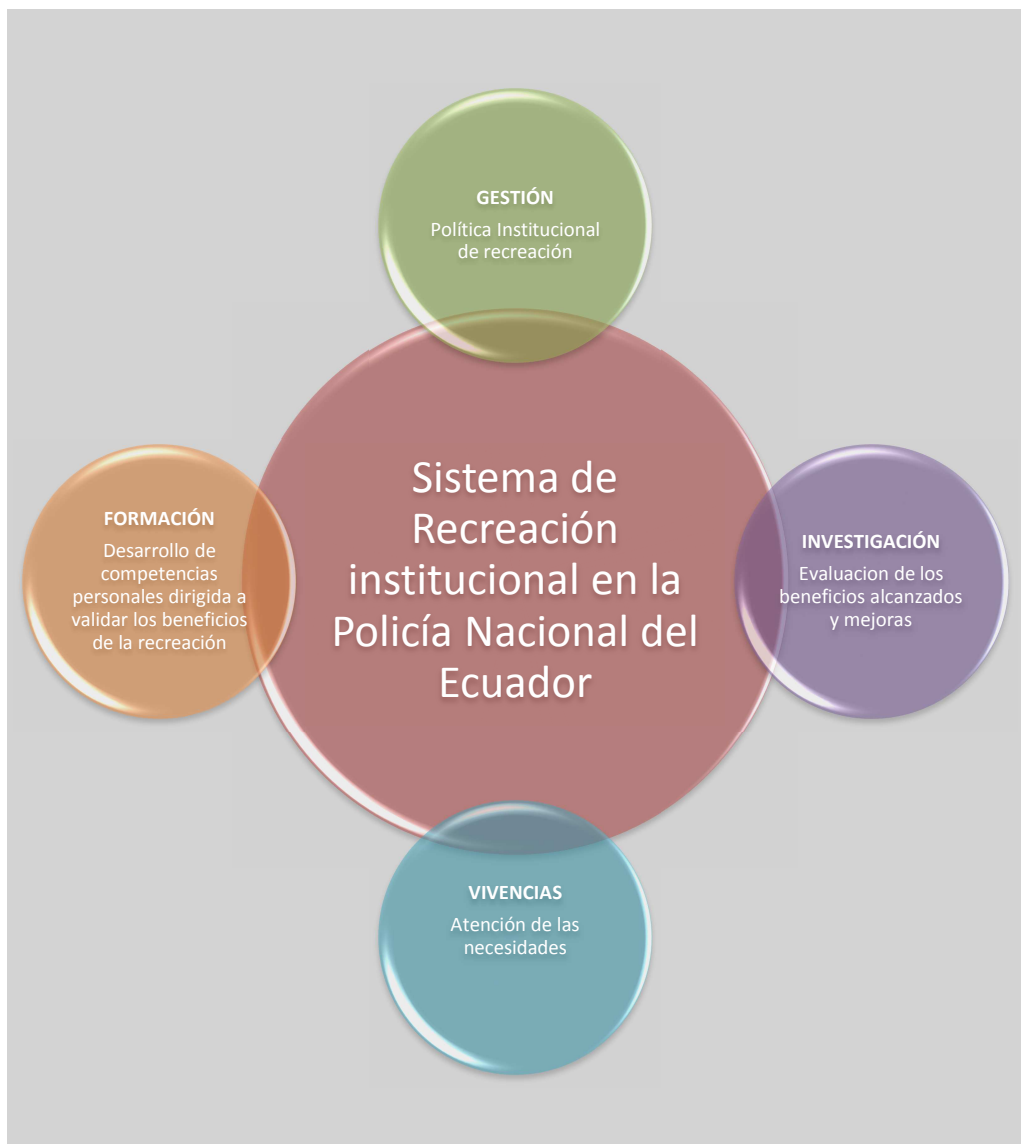 GESTIÓN
Política Institucional
de recreación
FORMACIÓN
Desarrollo de
competencias
personales dirigida a
validar los beneficios
de la recreación
Sistema de
Recreación
institucional en la
Policía Nacional del
Ecuador
INVESTIGACIÓN
Evaluacion de los
beneficios alcanzados
y mejoras
VIVENCIAS
Atención de las
necesidades